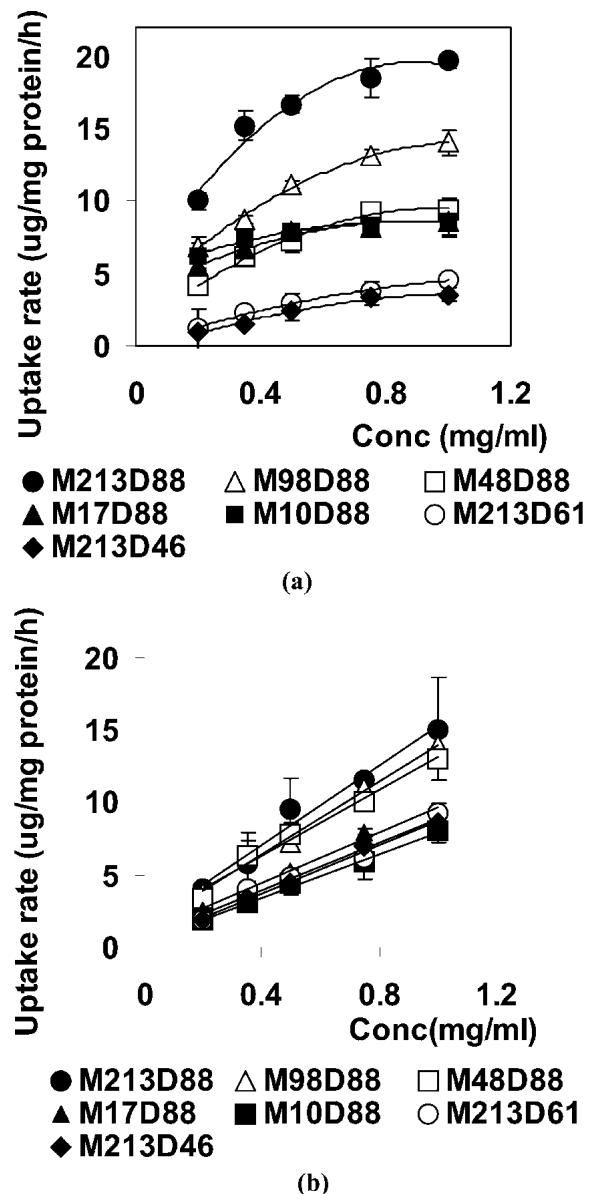 Uptake rate (ug/mg protein/h)
20
15
10
5
0
0 0.4 0.8 1.2
Conc (mg/ml)
M213D88 M98D88 M48D88
M17D88 M10D88 M213D61
M213D46
(a)
Uptake rate (ug/mg protein/h)
20
15
10
5
0
0 0.4 0.8 1.2
Conc(mg/ml)
M213D88 M98D88 M48D88
M17D88 M10D88 M213D61
M213D46
(b)